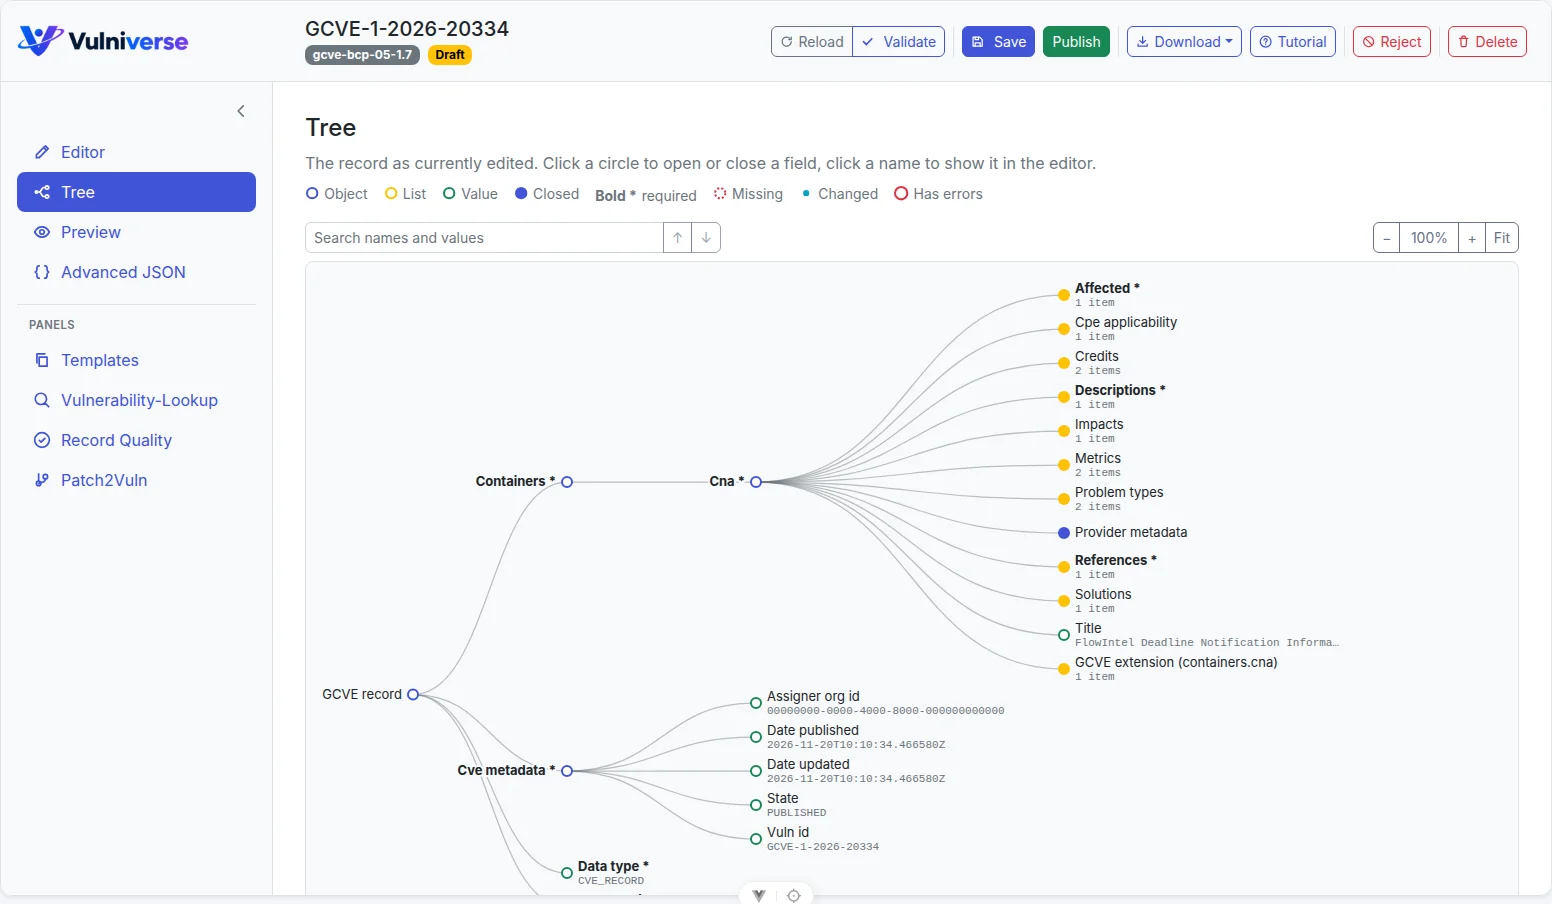 Vulniverse
GCVE-1-2026-20334
gcve-bcp-05-1.7 Draft
Reload Validate Save Publish Download Tutorial Reject Delete
Editor
Tree
Preview
{} Advanced JSON
PANELS
Templates
Vulnerability-Lookup
Record Quality
Patch2Vuln
Tree
The record as currently edited. Click a circle to open or close a field, click a name to show it in the editor.
Object List Value Closed Bold * required Missing Changed Has errors
Search names and values ↑ ↓
− 100% + Fit
Affected *
1 item
Cpe applicability
1 item
Credits
2 items
Descriptions *
1 item
Impacts
1 item
Metrics
2 items
Problem types
2 items
Provider metadata
References *
1 item
Solutions
1 item
Title
FlowIntel Deadline Notification Informa…
GCVE extension (containers.cna)
1 item
Containers *
Cna *
GCVE record
Cve metadata *
Assigner org id
00000000-0000-4000-8000-000000000000
Date published
2026-11-20T10:10:34.466580Z
Date updated
2026-11-20T10:10:34.466580Z
State
PUBLISHED
Vuln id
GCVE-1-2026-20334
Data type *
CVE_RECORD